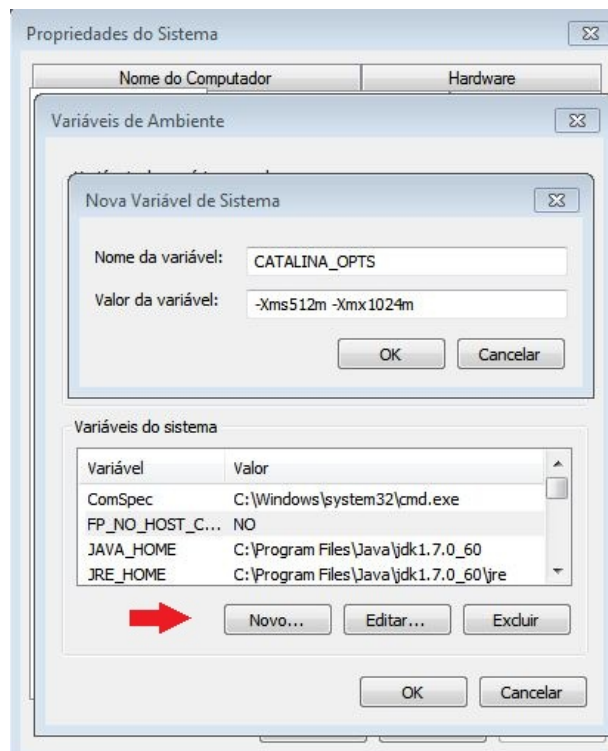 Propriedades do Sistema
Nome do Computador Hardware
Variáveis de Ambiente
Nova Variável de Sistema
Nome da variável: CATALINA_OPTS
Valor da variável: -Xms512m -Xmx1024m
OK Cancelar
Variáveis do sistema
Variável Valor
ComSpec C:\Windows\system32\cmd.exe
FP_NO_HOST_C... NO
JAVA_HOME C:\Program Files\Java\jdk1.7.0_60
JRE_HOME C:\Program Files\Java\jdk1.7.0_60\jre
Novo... Editar... Excluir
OK Cancelar